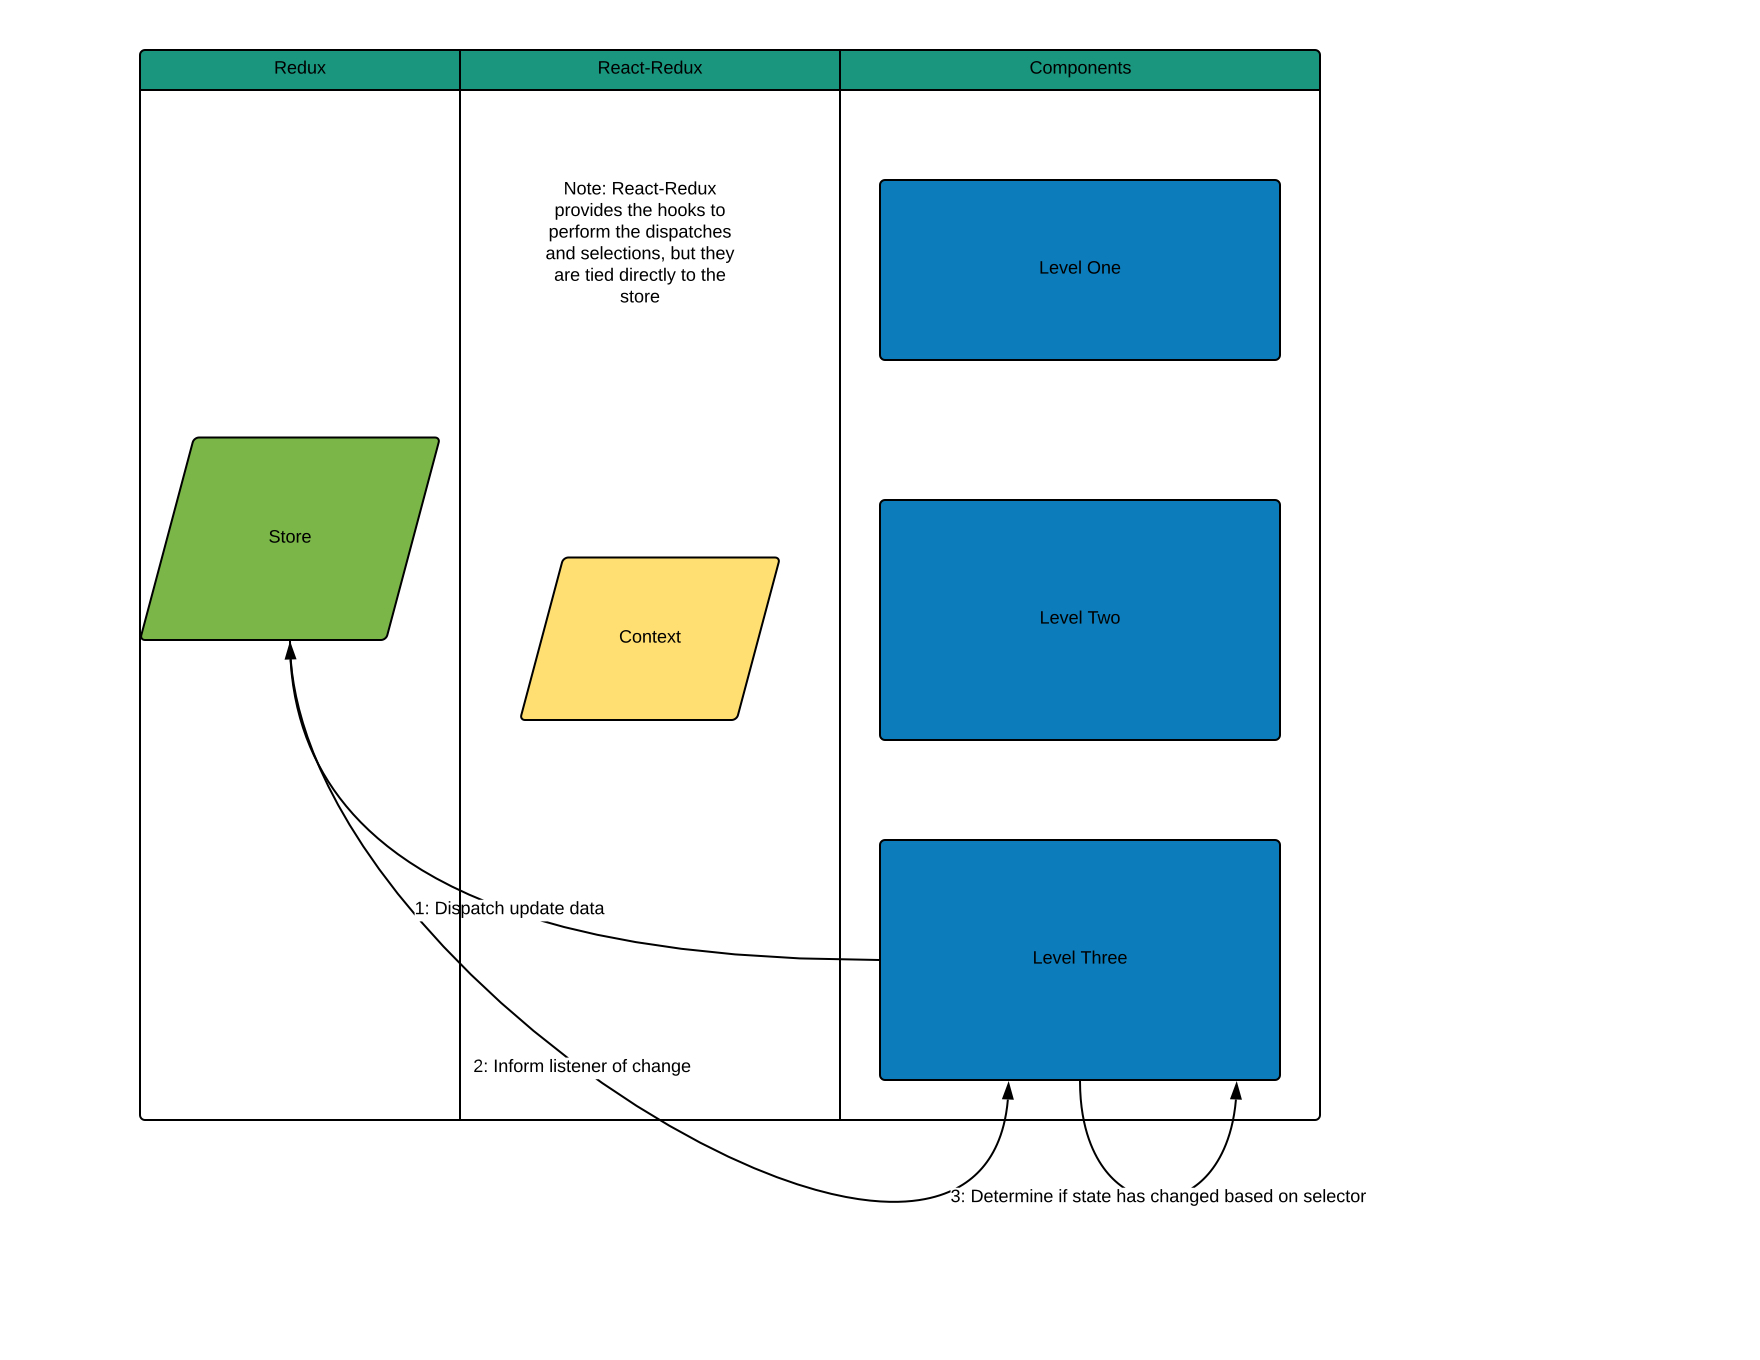 Redux
React-Redux
Components
Note: React-Redux
provides the hooks to
perform the dispatches
and selections, but they
are tied directly to the
store
Level One
Store
Context
Level Two
1: Dispatch update data
Level Three
2: Inform listener of change
3: Determine if state has changed based on selector